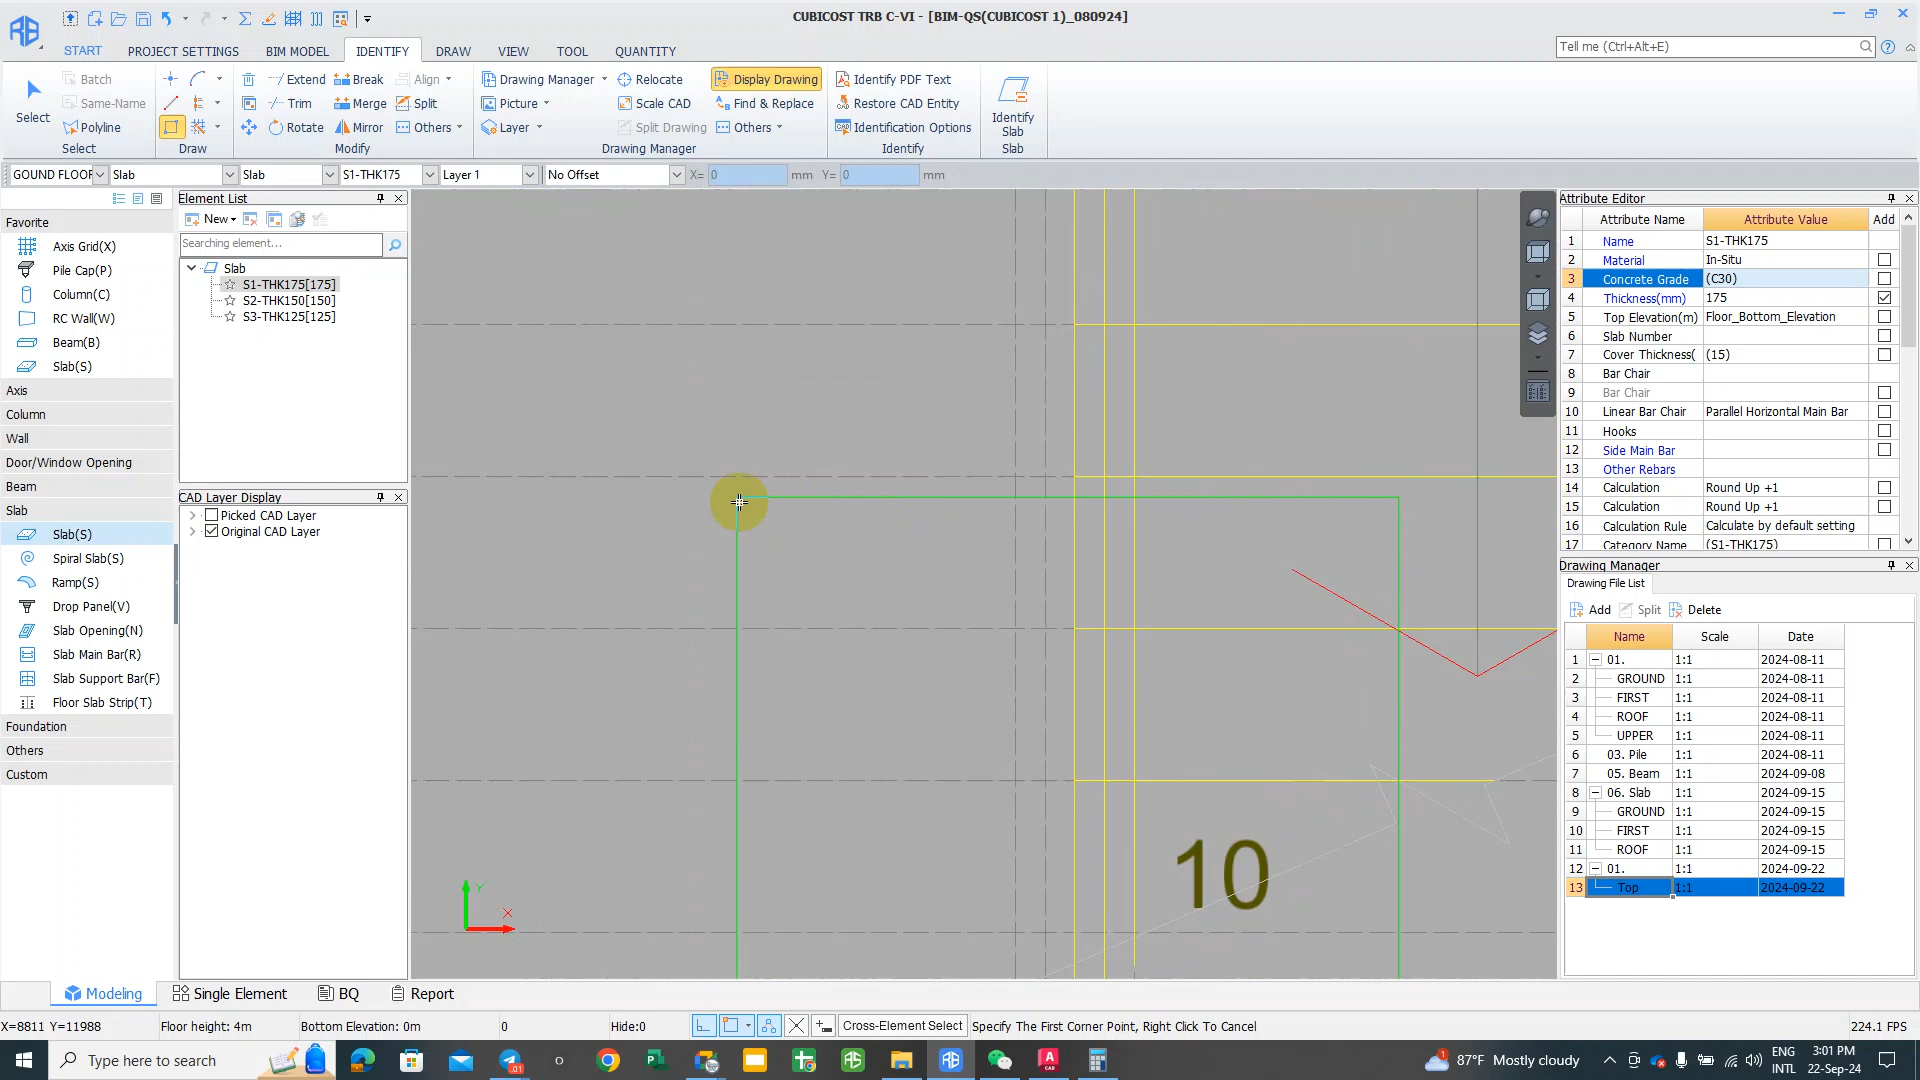 CUBICOST TRB C-VI - [BIM-QS(CUBICOST 1)_080924]
START PROJECT SETTINGS BIM MODEL IDENTIFY DRAW VIEW TOOL QUANTITY
Tell me (Ctrl+Alt+E)
Select
Batch
Same-Name
Polyline
Select
Draw
Extend Break Align
Trim Merge Split
Rotate Mirror Others
Modify
Drawing Manager Relocate Display Drawing
Picture Scale CAD Find & Replace
Layer Split Drawing Others
Drawing Manager
Identify PDF Text
Restore CAD Entity
Identification Options
Identify
Identify
Slab
Slab
GOUND FLOOR Slab Slab S1-THK175 Layer 1 No Offset X= 0 mm Y= 0 mm
Favorite
Axis Grid(X)
Pile Cap(P)
Column(C)
RC Wall(W)
Beam(B)
Slab(S)
Axis
Column
Wall
Door/Window Opening
Beam
Slab
Slab(S)
Spiral Slab(S)
Ramp(S)
Drop Panel(V)
Slab Opening(N)
Slab Main Bar(R)
Slab Support Bar(F)
Floor Slab Strip(T)
Foundation
Others
Custom
Element List
New
Searching element...
Slab
S1-THK175[175]
S2-THK150[150]
S3-THK125[125]
CAD Layer Display
Picked CAD Layer
Original CAD Layer
10
Y
X
Attribute Editor
Attribute Name Attribute Value Add
1 Name S1-THK175
2 Material In-Situ
3 Concrete Grade (C30)
4 Thickness(mm) 175
5 Top Elevation(m) Floor_Bottom_Elevation
6 Slab Number
7 Cover Thickness( (15)
8 Bar Chair
9 Bar Chair
10 Linear Bar Chair Parallel Horizontal Main Bar
11 Hooks
12 Side Main Bar
13 Other Rebars
14 Calculation Round Up +1
15 Calculation Round Up +1
16 Calculation Rule Calculate by default setting
17 Category Name (S1-THK175)
Drawing Manager
Drawing File List
Add Split Delete
Name Scale Date
1 01. 1:1 2024-08-11
2 GROUND 1:1 2024-08-11
3 FIRST 1:1 2024-08-11
4 ROOF 1:1 2024-08-11
5 UPPER 1:1 2024-08-11
6 03. Pile 1:1 2024-08-11
7 05. Beam 1:1 2024-09-08
8 06. Slab 1:1 2024-09-15
9 GROUND 1:1 2024-09-15
10 FIRST 1:1 2024-09-15
11 ROOF 1:1 2024-09-15
12 01. 1:1 2024-09-22
13 Top 1:1 2024-09-22
Modeling Single Element BQ Report
X=8811 Y=11988 Floor height: 4m Bottom Elevation: 0m 0 Hide:0 Cross-Element Select Specify The First Corner Point, Right Click To Cancel 224.1 FPS
Type here to search
87°F Mostly cloudy
ENG
INTL
3:01 PM
22-Sep-24